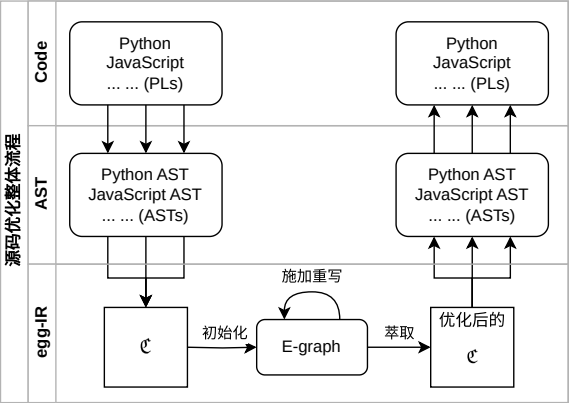 源码优化整体流程
Code
Python
JavaScript
... ... (PLs)
Python
JavaScript
... ... (PLs)
AST
Python AST
JavaScript AST
... ... (ASTs)
Python AST
JavaScript AST
... ... (ASTs)
egg-IR
ℭ
初始化
施加重写
E-graph
萃取
优化后的
ℭ